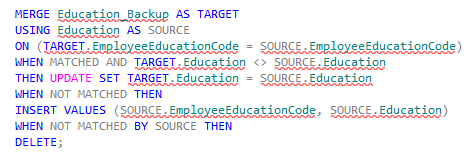 MERGE Education_Backup AS TARGET
USING Education AS SOURCE
ON (TARGET.EmployeeEducationCode = SOURCE.EmployeeEducationCode)
WHEN MATCHED AND TARGET.Education <> SOURCE.Education
THEN UPDATE SET TARGET.Education = SOURCE.Education
WHEN NOT MATCHED THEN
INSERT VALUES (SOURCE.EmployeeEducationCode, SOURCE.Education)
WHEN NOT MATCHED BY SOURCE THEN
DELETE;